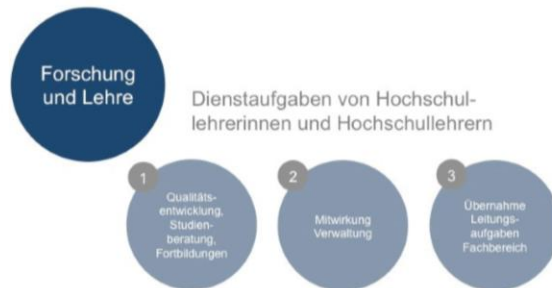 Forschung
und Lehre
Dienstaufgaben von Hochschul-
lehrerinnen und Hochschullehrern
1
Qualitäts-
entwicklung,
Studien-
beratung,
Fortbildungen
2
Mitwirkung
Verwaltung
3
Übernahme
Leitungs-
aufgaben
Fachbereich